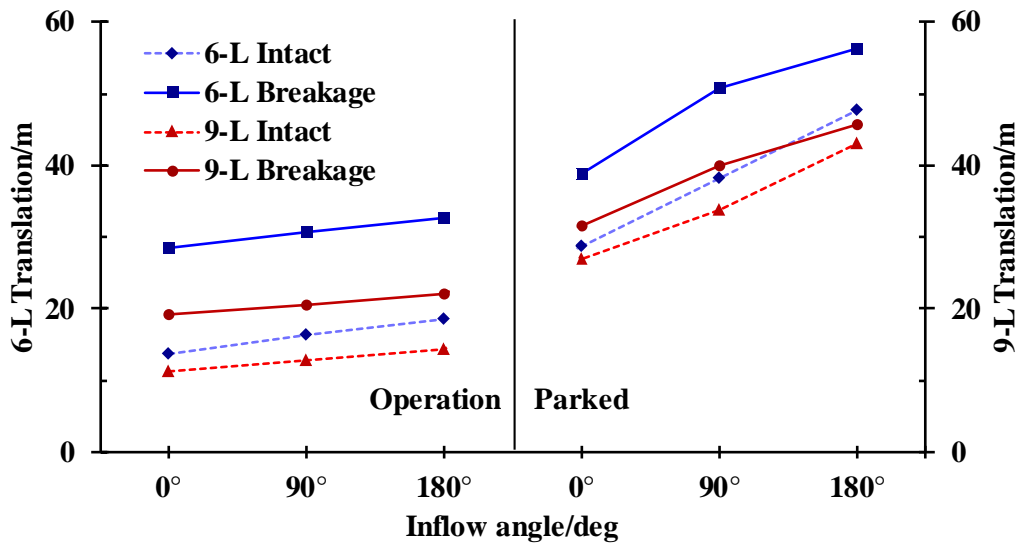 60
40
20
0
6-L Translation/m
6-L Intact
6-L Breakage
9-L Intact
9-L Breakage
Operation
Parked
60
40
20
0
9-L Translation/m
0° 90° 180° 0° 90° 180°
Inflow angle/deg